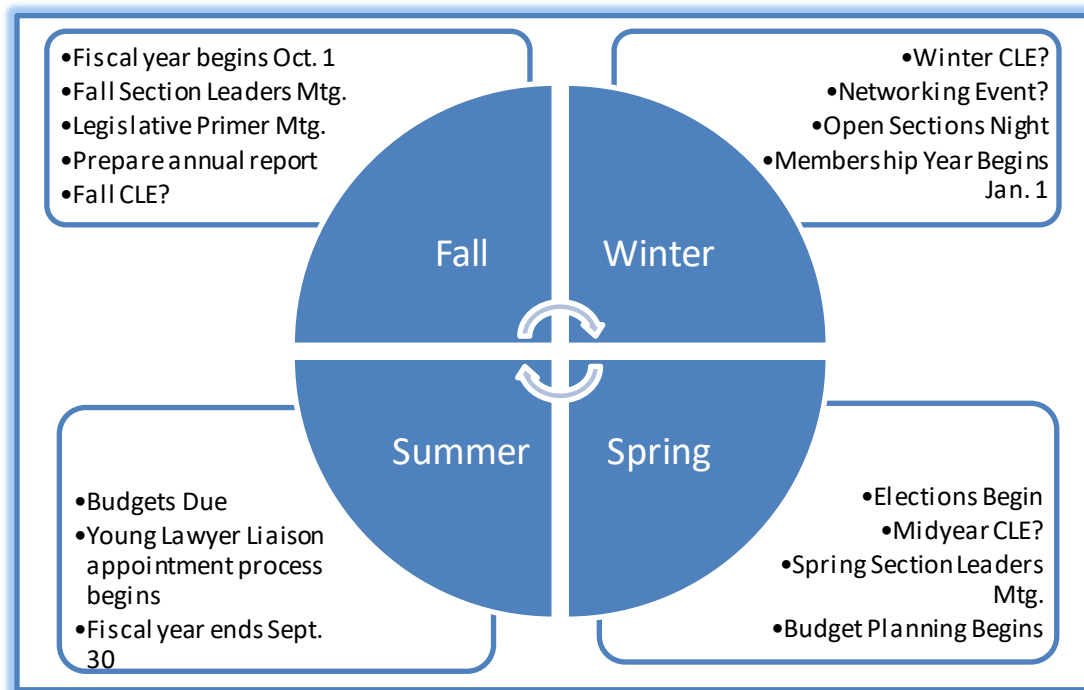 •Fiscal year begins Oct. 1
•Fall Section Leaders Mtg.
•Legislative Primer Mtg.
•Prepare annual report
•Fall CLE?
•Winter CLE?
•Networking Event?
•Open Sections Night
•Membership Year Begins
Jan. 1
Fall
Winter
Summer
Spring
•Budgets Due
•Young Lawyer Liaison
appointment process
begins
•Fiscal year ends Sept.
30
•Elections Begin
•Midyear CLE?
•Spring Section Leaders
Mtg.
•Budget Planning Begins